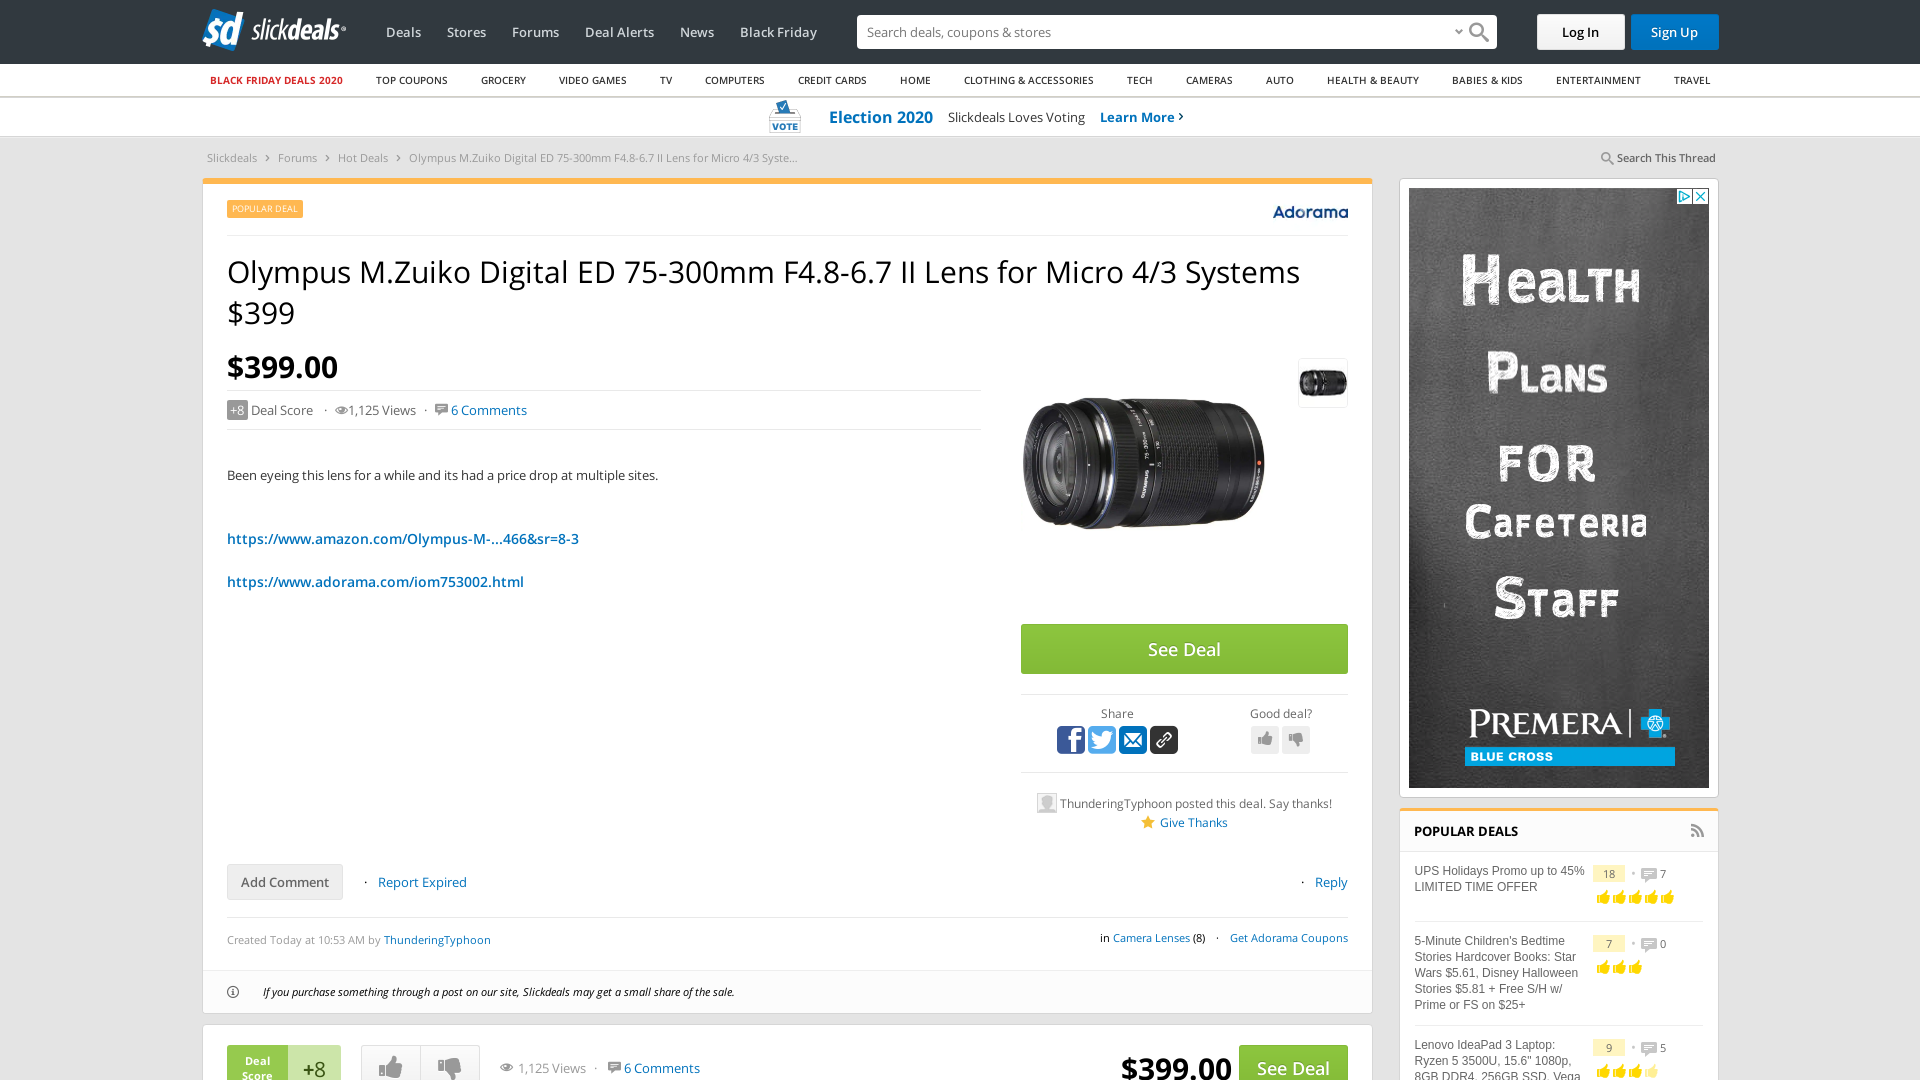 sd slickdeals
Deals Stores Forums Deal Alerts News Black Friday
Search deals, coupons & shops
Log In
Sign Up
BLACK FRIDAY DEALS 2020 TOP COUPONS GROCERY VIDEO GAMES TV COMPUTERS CREDIT CARDS HOME CLOTHING & ACCESSORIES TECH CAMERAS AUTO HEALTH & BEAUTY BABIES & KIDS ENTERTAINMENT TRAVEL
VOTE Election 2020 Slickdeals Loves Voting Learn More ›
Slickdeals › Forums › Hot Deals › Olympus M.Zuiko Digital ED 75-300mm F4.8-6.7 II Lens for Micro 4/3 Syste...
Search This Thread
POPULAR DEAL
Adorama
Olympus M.Zuiko Digital ED 75-300mm F4.8-6.7 II Lens for Micro 4/3 Systems
$399
$399.00
+8 Deal Score · 1,125 Views · 6 Comments
Been eyeing this lens for a while and its had a price drop at multiple sites.
https://www.amazon.com/Olympus-M-...466&sr=8-3
https://www.adorama.com/iom753002.html
See Deal
Share
Good deal?
ThunderingTyphoon posted this deal. Say thanks!
Give Thanks
Add Comment · Report Expired
· Reply
Created Today at 10:53 AM by ThunderingTyphoon
in Camera Lenses (8) · Get Adorama Coupons
If you purchase something through a post on our site, Slickdeals may get a small share of the sale.
Deal
Score
+8
1,125 Views · 6 Comments
$399.00
See Deal
Health
Plans
for
Cafeteria
Staff
PREMERA
BLUE CROSS
POPULAR DEALS
UPS Holidays Promo up to 45%
LIMITED TIME OFFER
18 • 7
5-Minute Children's Bedtime
Stories Hardcover Books: Star
Wars $5.61, Disney Halloween
Stories $5.81 + Free S/H w/
Prime or FS on $25+
7 • 0
Lenovo IdeaPad 3 Laptop:
Ryzen 5 3500U, 15.6" 1080p,
8GB DDR4, 256GB SSD, Vega
9 • 5